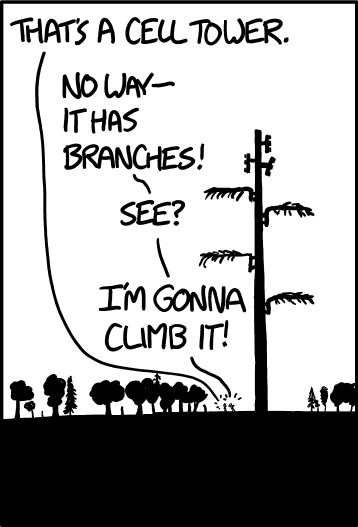 THAT'S A CELL TOWER.
NO WAY—
IT HAS
BRANCHES!
SEE?
I'M GONNA
CLIMB IT!